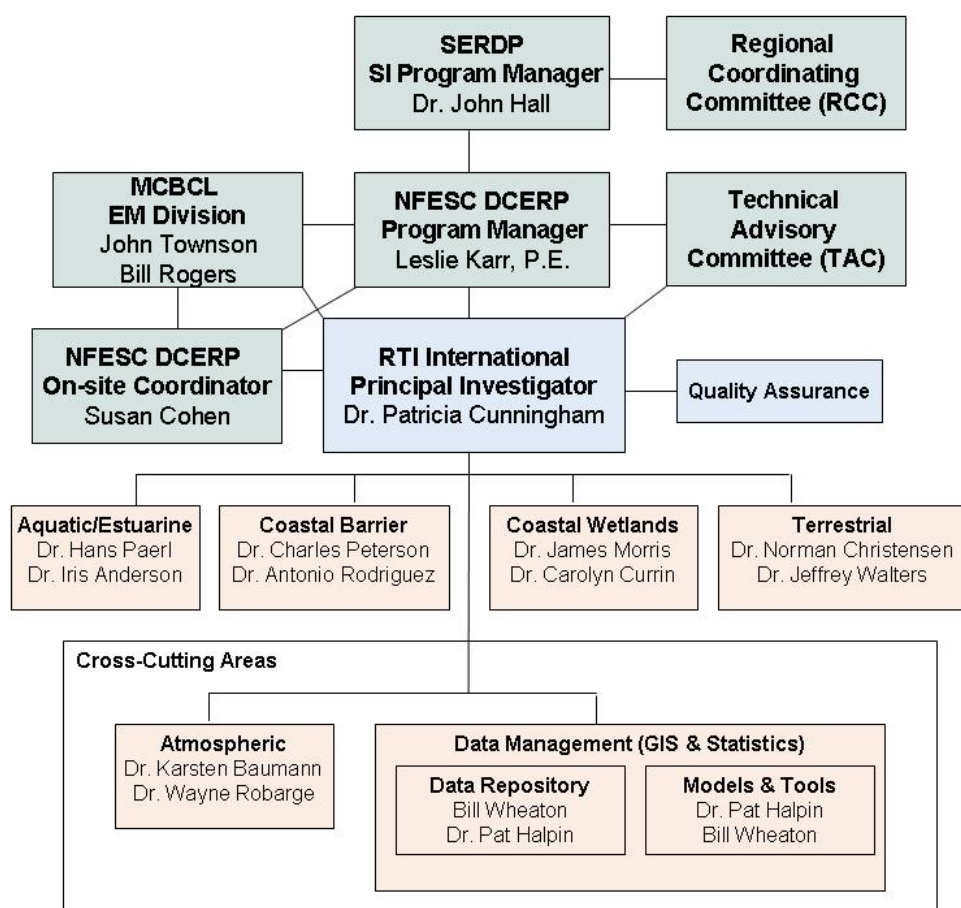 SERDP
SI Program Manager
Dr. John Hall
Regional
Coordinating
Committee (RCC)
MCBCL
EM Division
John Townson
Bill Rogers
NFESC DCERP
Program Manager
Leslie Karr, P.E.
Technical
Advisory
Committee (TAC)
NFESC DCERP
On-site Coordinator
Susan Cohen
RTI International
Principal Investigator
Dr. Patricia Cunningham
Quality Assurance
Aquatic/Estuarine
Dr. Hans Paerl
Dr. Iris Anderson
Coastal Barrier
Dr. Charles Peterson
Dr. Antonio Rodriguez
Coastal Wetlands
Dr. James Morris
Dr. Carolyn Currin
Terrestrial
Dr. Norman Christensen
Dr. Jeffrey Walters
Cross-Cutting Areas
Atmospheric
Dr. Karsten Baumann
Dr. Wayne Robarge
Data Management (GIS & Statistics)
Data Repository
Bill Wheaton
Dr. Pat Halpin
Models & Tools
Dr. Pat Halpin
Bill Wheaton